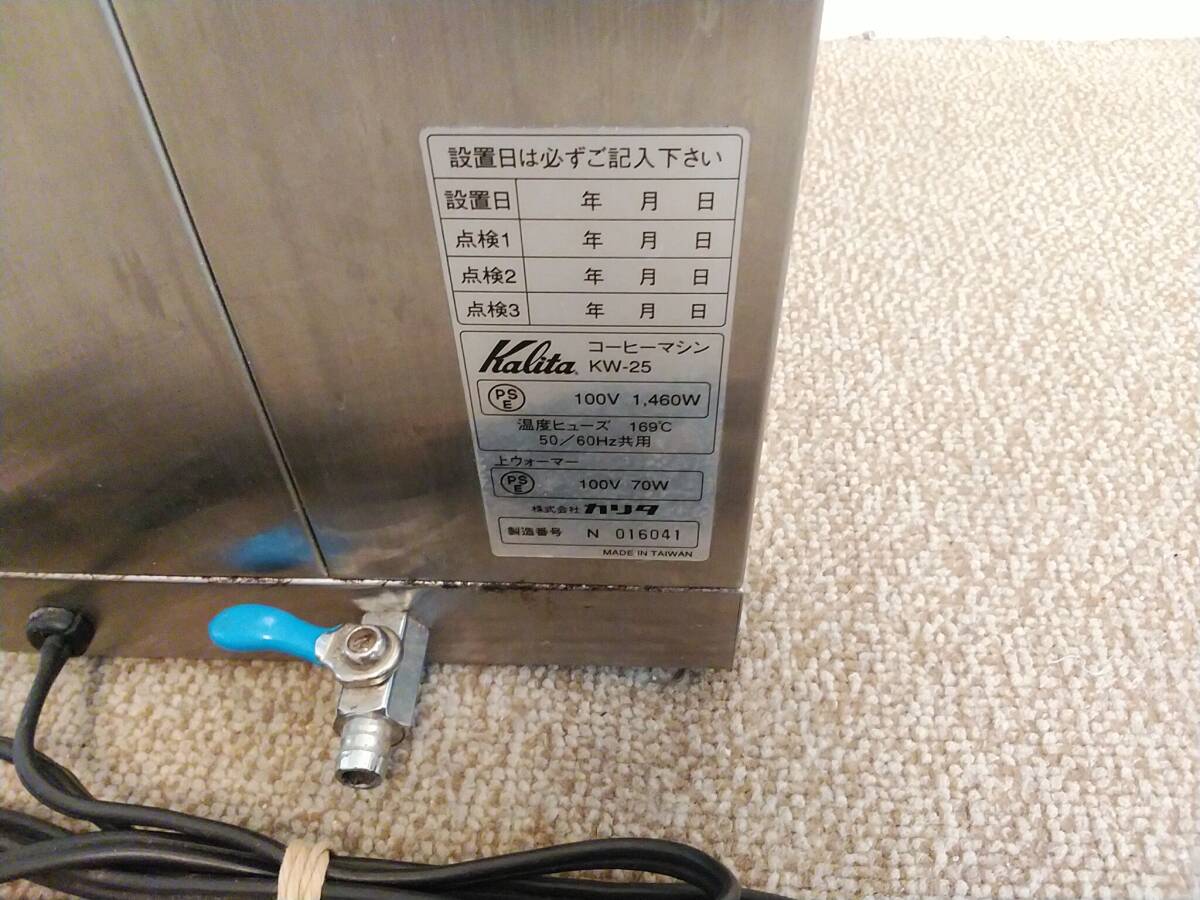 設置日は必ずご記入下さい
設置日 年 月 日
点検1 年 月 日
点検2 年 月 日
点検3 年 月 日
Kalita コーヒーマシン
KW-25
PSE 100V 1,460W
温度ヒューズ 169℃
50/60Hz共用
上ウォーマー
PSE 100V 70W
株式会社 カリタ
製造番号 N 016041
MADE IN TAIWAN